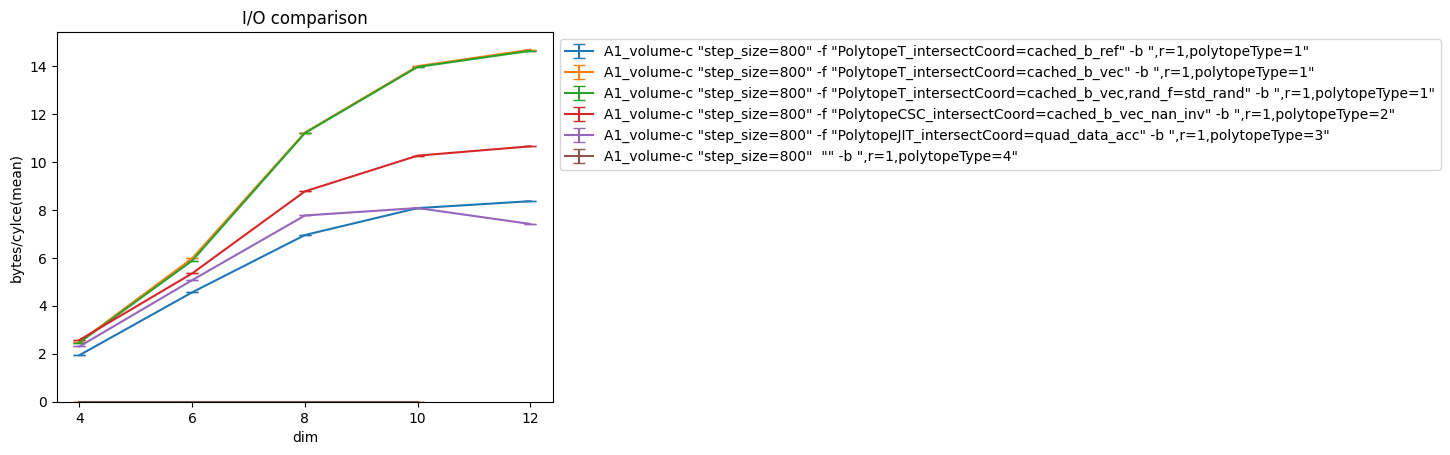 I/O comparison
bytes/cylce(mean)
14
12
10
8
6
4
2
0
4 6 8 10 12
dim
A1_volume-c "step_size=800" -f "PolytopeT_intersectCoord=cached_b_ref" -b ",r=1,polytopeType=1"
A1_volume-c "step_size=800" -f "PolytopeT_intersectCoord=cached_b_vec" -b ",r=1,polytopeType=1"
A1_volume-c "step_size=800" -f "PolytopeT_intersectCoord=cached_b_vec,rand_f=std_rand" -b ",r=1,polytopeType=1"
A1_volume-c "step_size=800" -f "PolytopeCSC_intersectCoord=cached_b_vec_nan_inv" -b ",r=1,polytopeType=2"
A1_volume-c "step_size=800" -f "PolytopeJIT_intersectCoord=quad_data_acc" -b ",r=1,polytopeType=3"
A1_volume-c "step_size=800"  "" -b ",r=1,polytopeType=4"